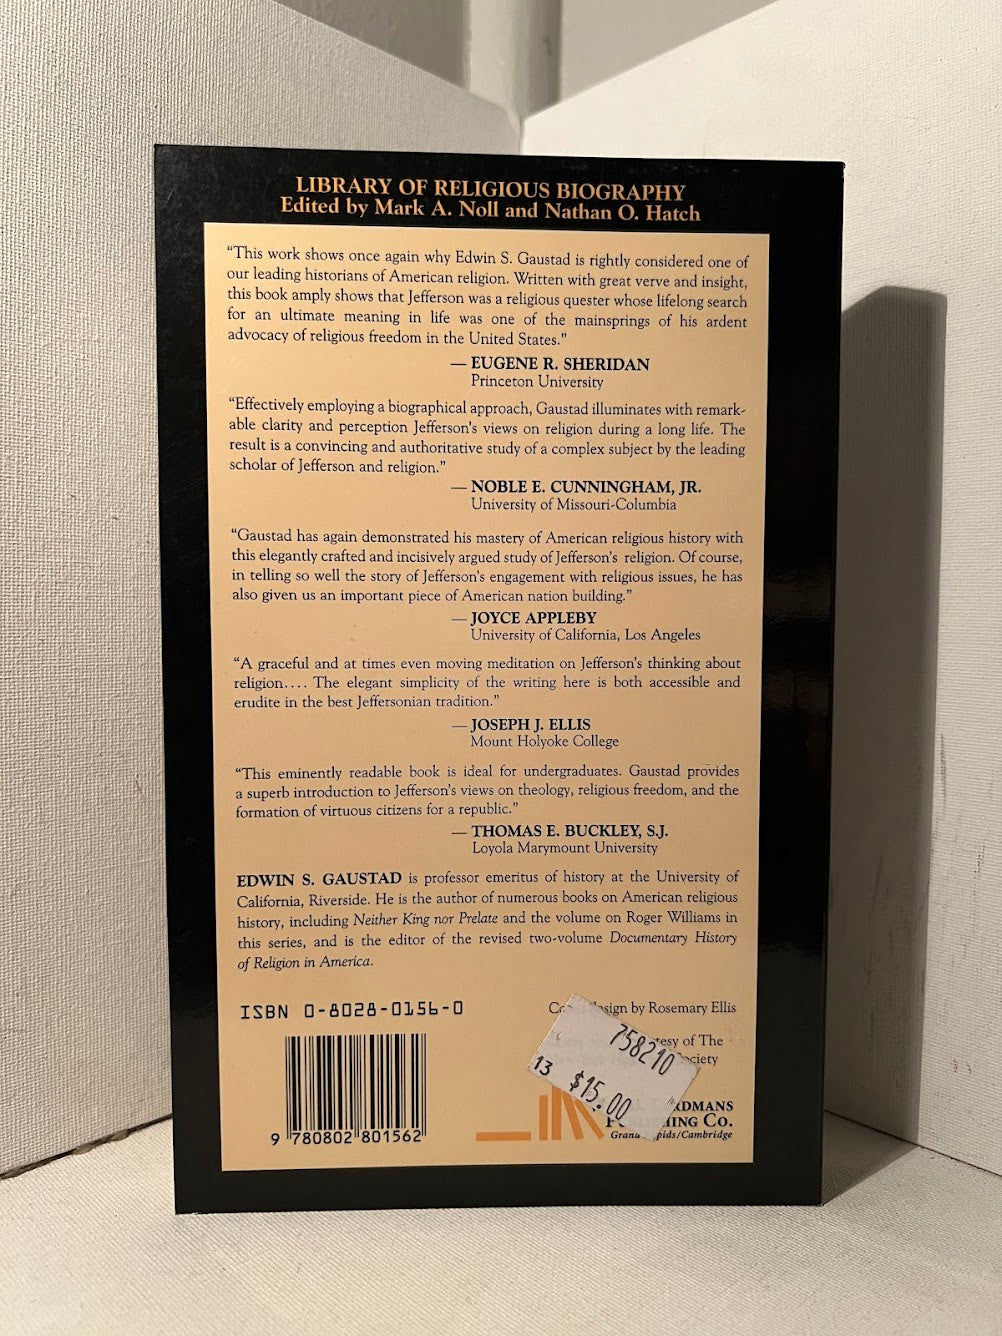 LIBRARY OF RELIGIOUS BIOGRAPHY
Edited by Mark A. Noll and Nathan O. Hatch
“This work shows once again why Edwin S. Gaustad is rightly considered one of
our leading historians of American religion. Written with great verve and insight,
this book amply shows that Jefferson was a religious quester whose lifelong search
for an ultimate meaning in life was one of the mainsprings of his ardent
advocacy of religious freedom in the United States.”
— EUGENE R. SHERIDAN
Princeton University
“Effectively employing a biographical approach, Gaustad illuminates with remark-
able clarity and perception Jefferson's views on religion during a long life. The
result is a convincing and authoritative study of a complex subject by the leading
scholar of Jefferson and religion.”
— NOBLE E. CUNNINGHAM, JR.
University of Missouri-Columbia
“Gaustad has again demonstrated his mastery of American religious history with
this elegantly crafted and incisively argued study of Jefferson's religion. Of course,
in telling so well the story of Jefferson's engagement with religious issues, he has
also given us an important piece of American nation building.”
— JOYCE APPLEBY
University of California, Los Angeles
“A graceful and at times even moving meditation on Jefferson's thinking about
religion.... The elegant simplicity of the writing here is both accessible and
erudite in the best Jeffersonian tradition.”
— JOSEPH J. ELLIS
Mount Holyoke College
“This eminently readable book is ideal for undergraduates. Gaustad provides
a superb introduction to Jefferson's views on theology, religious freedom, and the
formation of virtuous citizens for a republic.”
— THOMAS E. BUCKLEY, S.J.
Loyola Marymount University
EDWIN S. GAUSTAD is professor emeritus of history at the University of
California, Riverside. He is the author of numerous books on American religious
history, including Neither King nor Prelate and the volume on Roger Williams in
this series, and is the editor of the revised two-volume Documentary History
of Religion in America.
ISBN 0-8028-0156-0
design by Rosemary Ellis
of The
758210
13 $15.00
Co.
Grand /Cambridge
9 780802 801562